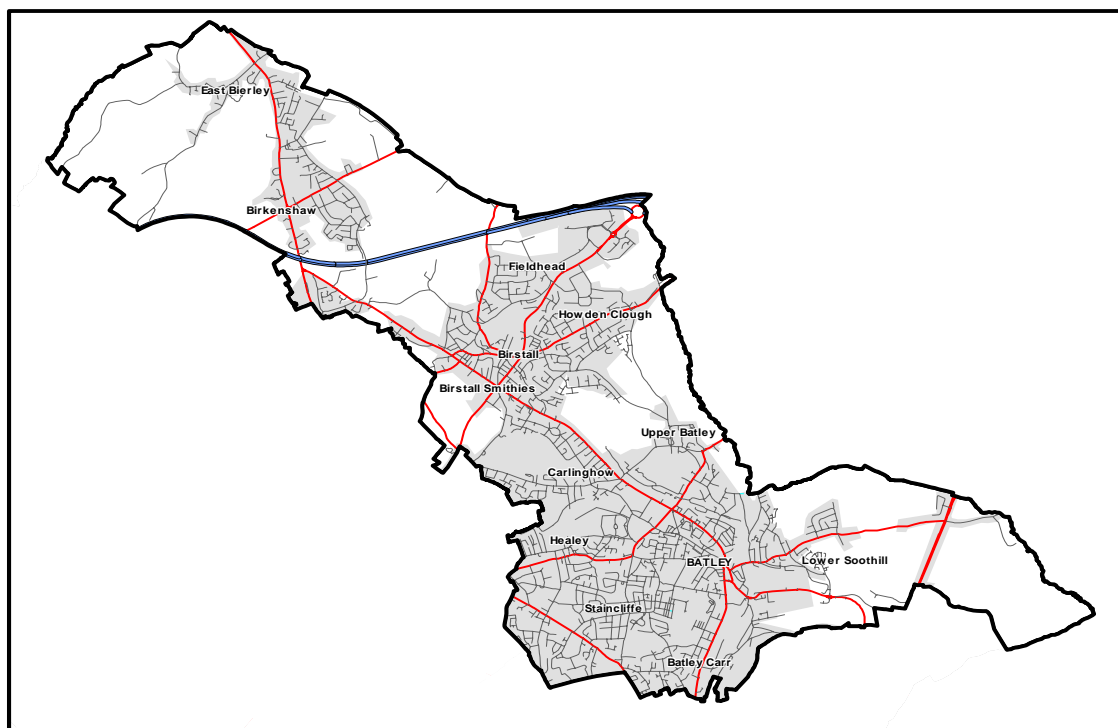 East Bierley
Birkenshaw
Fieldhead
Howden Clough
Birstall
Birstall Smithies
Upper Batley
Carlinghow
Healey
BATLEY
Lower Soothill
Staincliffe
Batley Carr